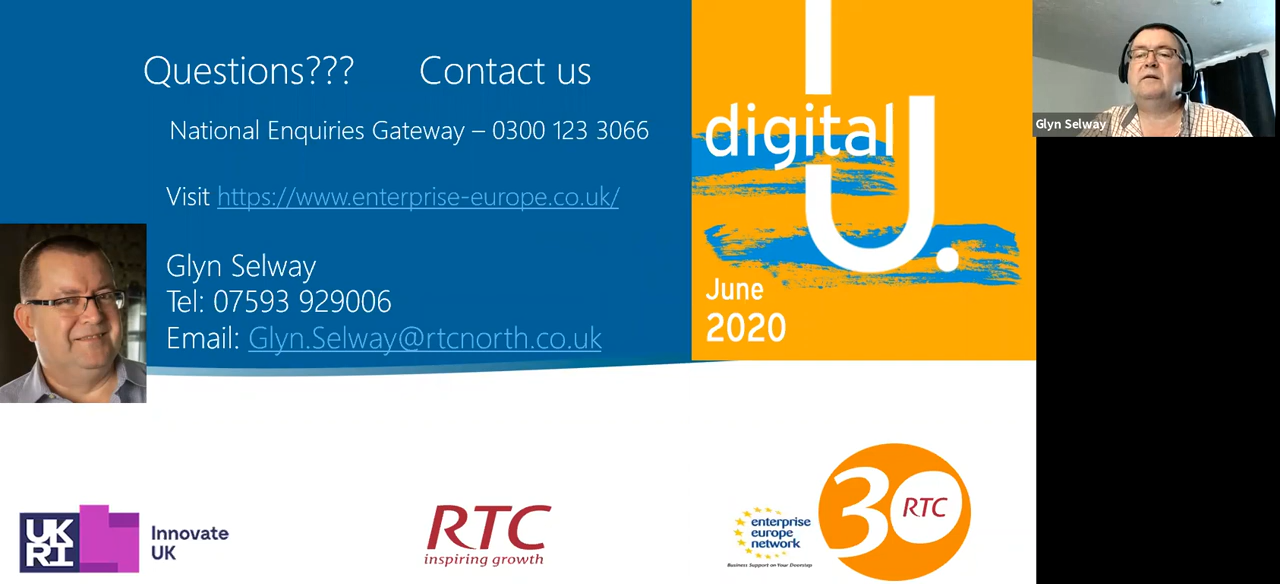 Questions??? Contact us
National Enquiries Gateway – 0300 123 3066
Visit https://www.enterprise-europe.co.uk/
Glyn Selway
Tel: 07593 929006
Email: Glyn.Selway@rtcnorth.co.uk
digital
U.
June
2020
Glyn Selway
UK
RI
Innovate
UK
RTC
inspiring growth
enterprise
europe
network
Business Support on Your Doorstep
30
RTC